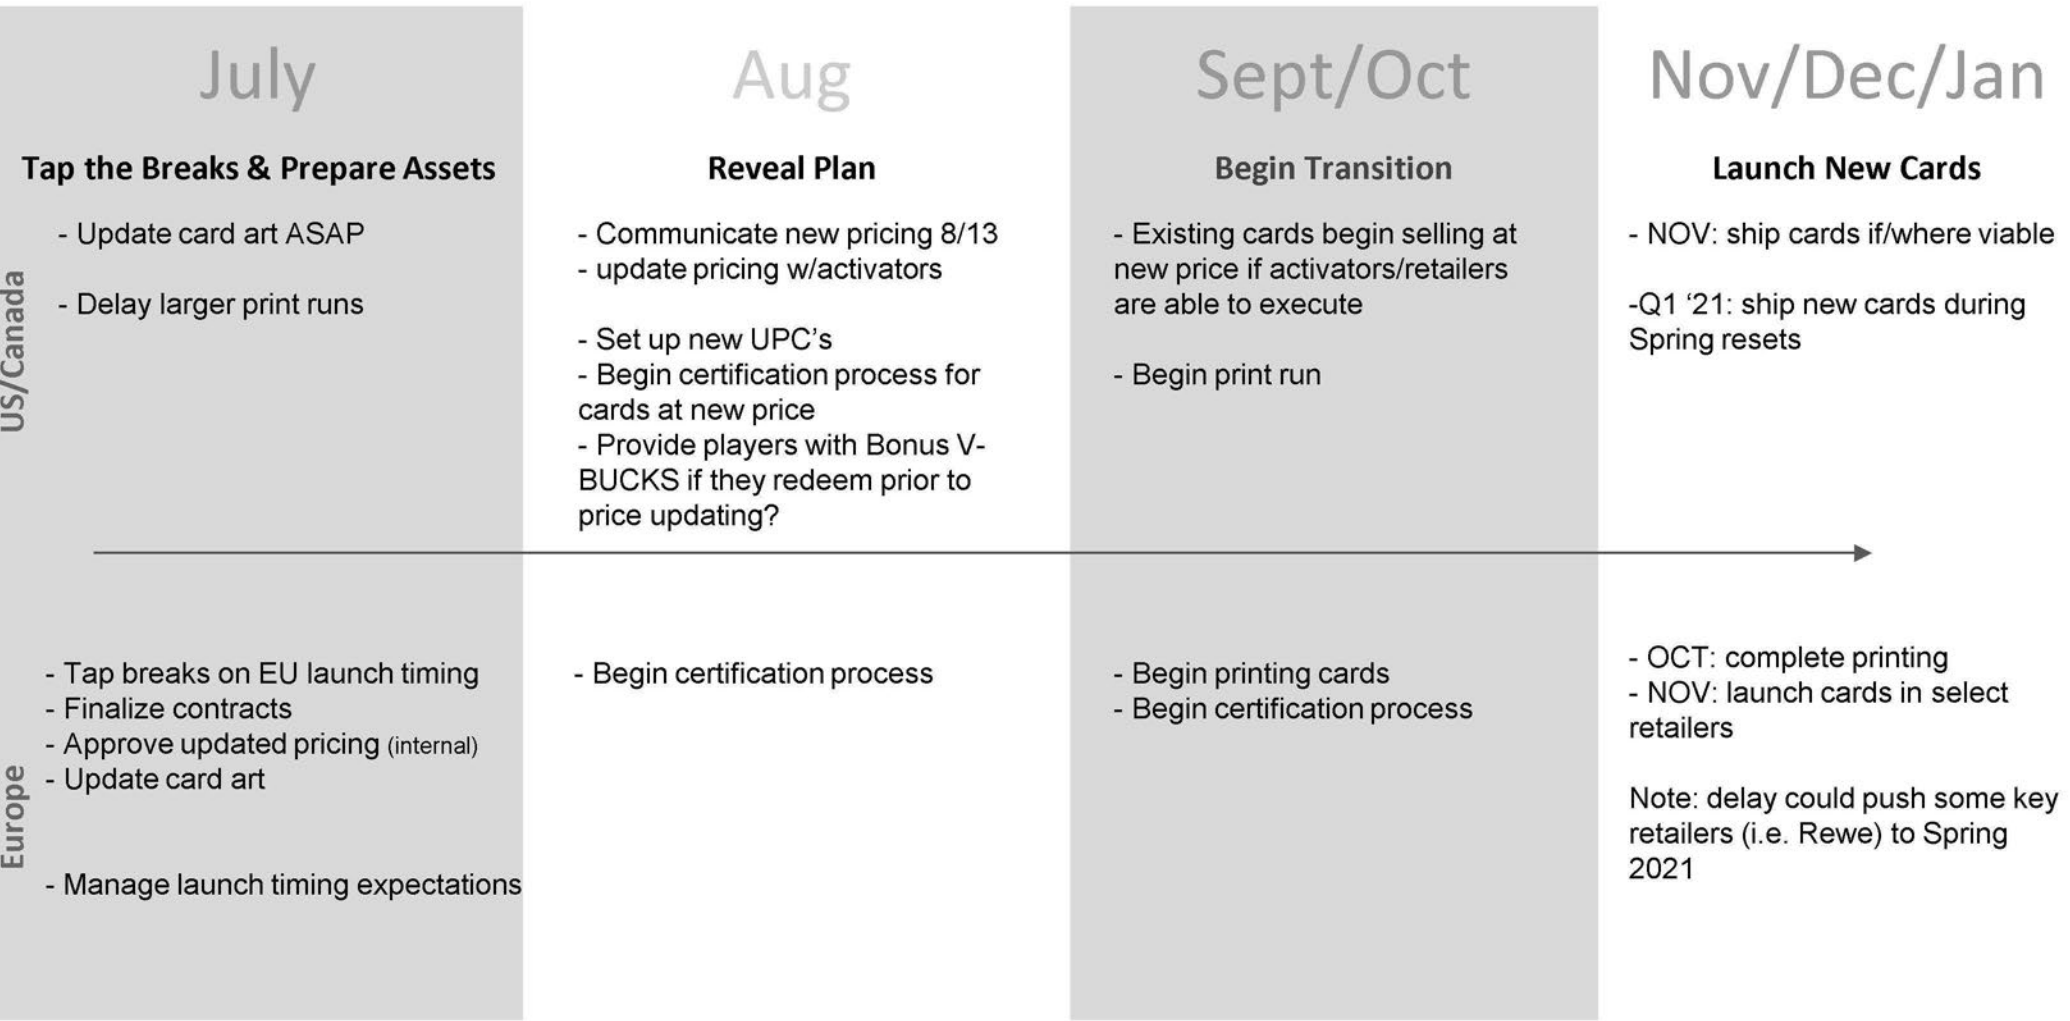 July
Aug
Sept/Oct
Nov/Dec/Jan
Tap the Breaks & Prepare Assets
Reveal Plan
Begin Transition
Launch New Cards
US/Canada
- Update card art ASAP
- Delay larger print runs
- Communicate new pricing 8/13
- update pricing w/activators
- Set up new UPC’s
- Begin certification process for
cards at new price
- Provide players with Bonus V-
BUCKS if they redeem prior to
price updating?
- Existing cards begin selling at
new price if activators/retailers
are able to execute
- Begin print run
- NOV: ship cards if/where viable
-Q1 ‘21: ship new cards during
Spring resets
Europe
- Tap breaks on EU launch timing
- Finalize contracts
- Approve updated pricing (internal)
- Update card art
- Manage launch timing expectations
- Begin certification process
- Begin printing cards
- Begin certification process
- OCT: complete printing
- NOV: launch cards in select
retailers
Note: delay could push some key
retailers (i.e. Rewe) to Spring
2021